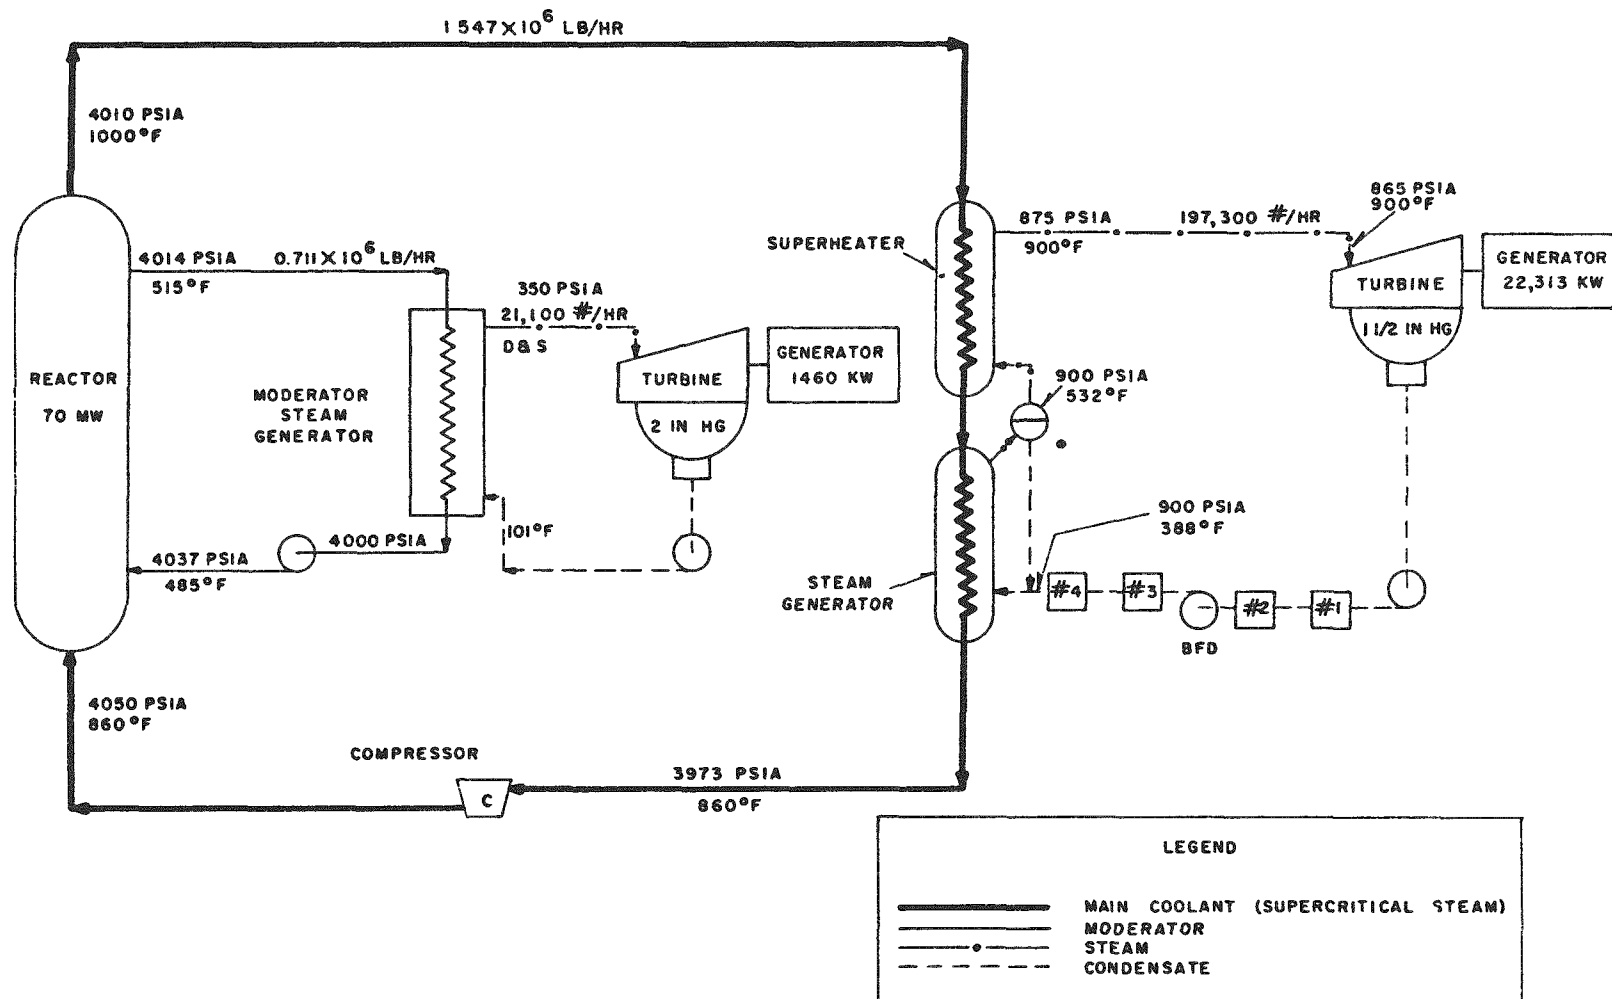 1.547×10⁶ LB/HR
4010 PSIA
1000°F
4014 PSIA
0.711×10⁶ LB/HR
515°F
350 PSIA
21,100 #/HR
D&S
REACTOR
70 MW
MODERATOR
STEAM
GENERATOR
TURBINE
2 IN HG
GENERATOR
1460 KW
101°F
4000 PSIA
4037 PSIA
485°F
4050 PSIA
860°F
COMPRESSOR
C
3973 PSIA
860°F
SUPERHEATER
875 PSIA
197,300 #/HR
900°F
865 PSIA
900°F
TURBINE
1 1/2 IN HG
GENERATOR
22,313 KW
900 PSIA
532°F
900 PSIA
388°F
STEAM
GENERATOR
#4
#3
#2
#1
BFD
LEGEND
MAIN COOLANT (SUPERCRITICAL STEAM)
MODERATOR
STEAM
CONDENSATE